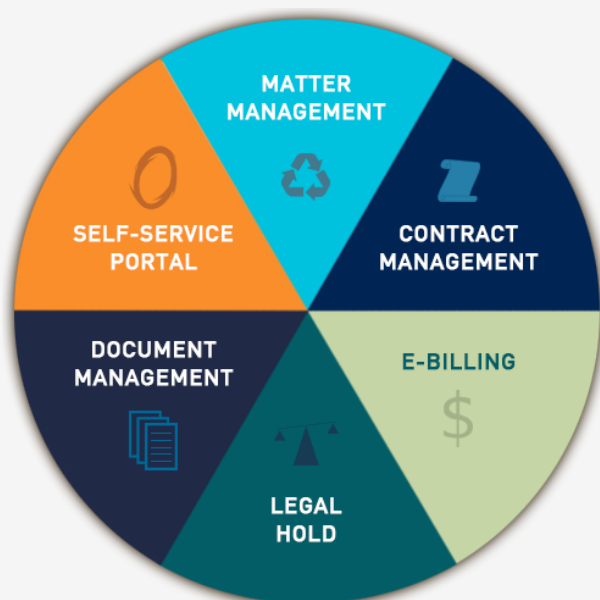 MATTER
MANAGEMENT
CONTRACT
MANAGEMENT
E-BILLING
$
LEGAL
HOLD
DOCUMENT
MANAGEMENT
SELF-SERVICE
PORTAL